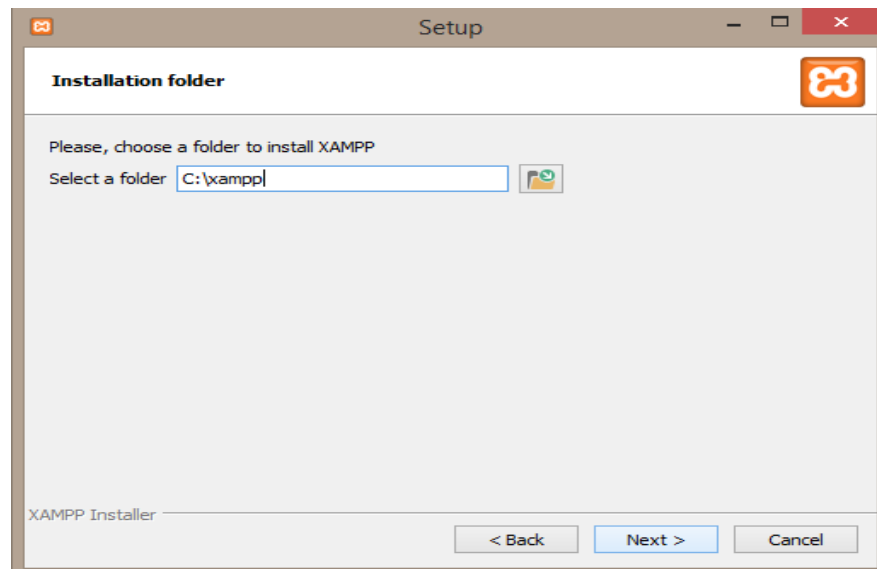 Setup
Installation folder
Please, choose a folder to install XAMPP
Select a folder C:\xampp
XAMPP Installer
< Back Next > Cancel